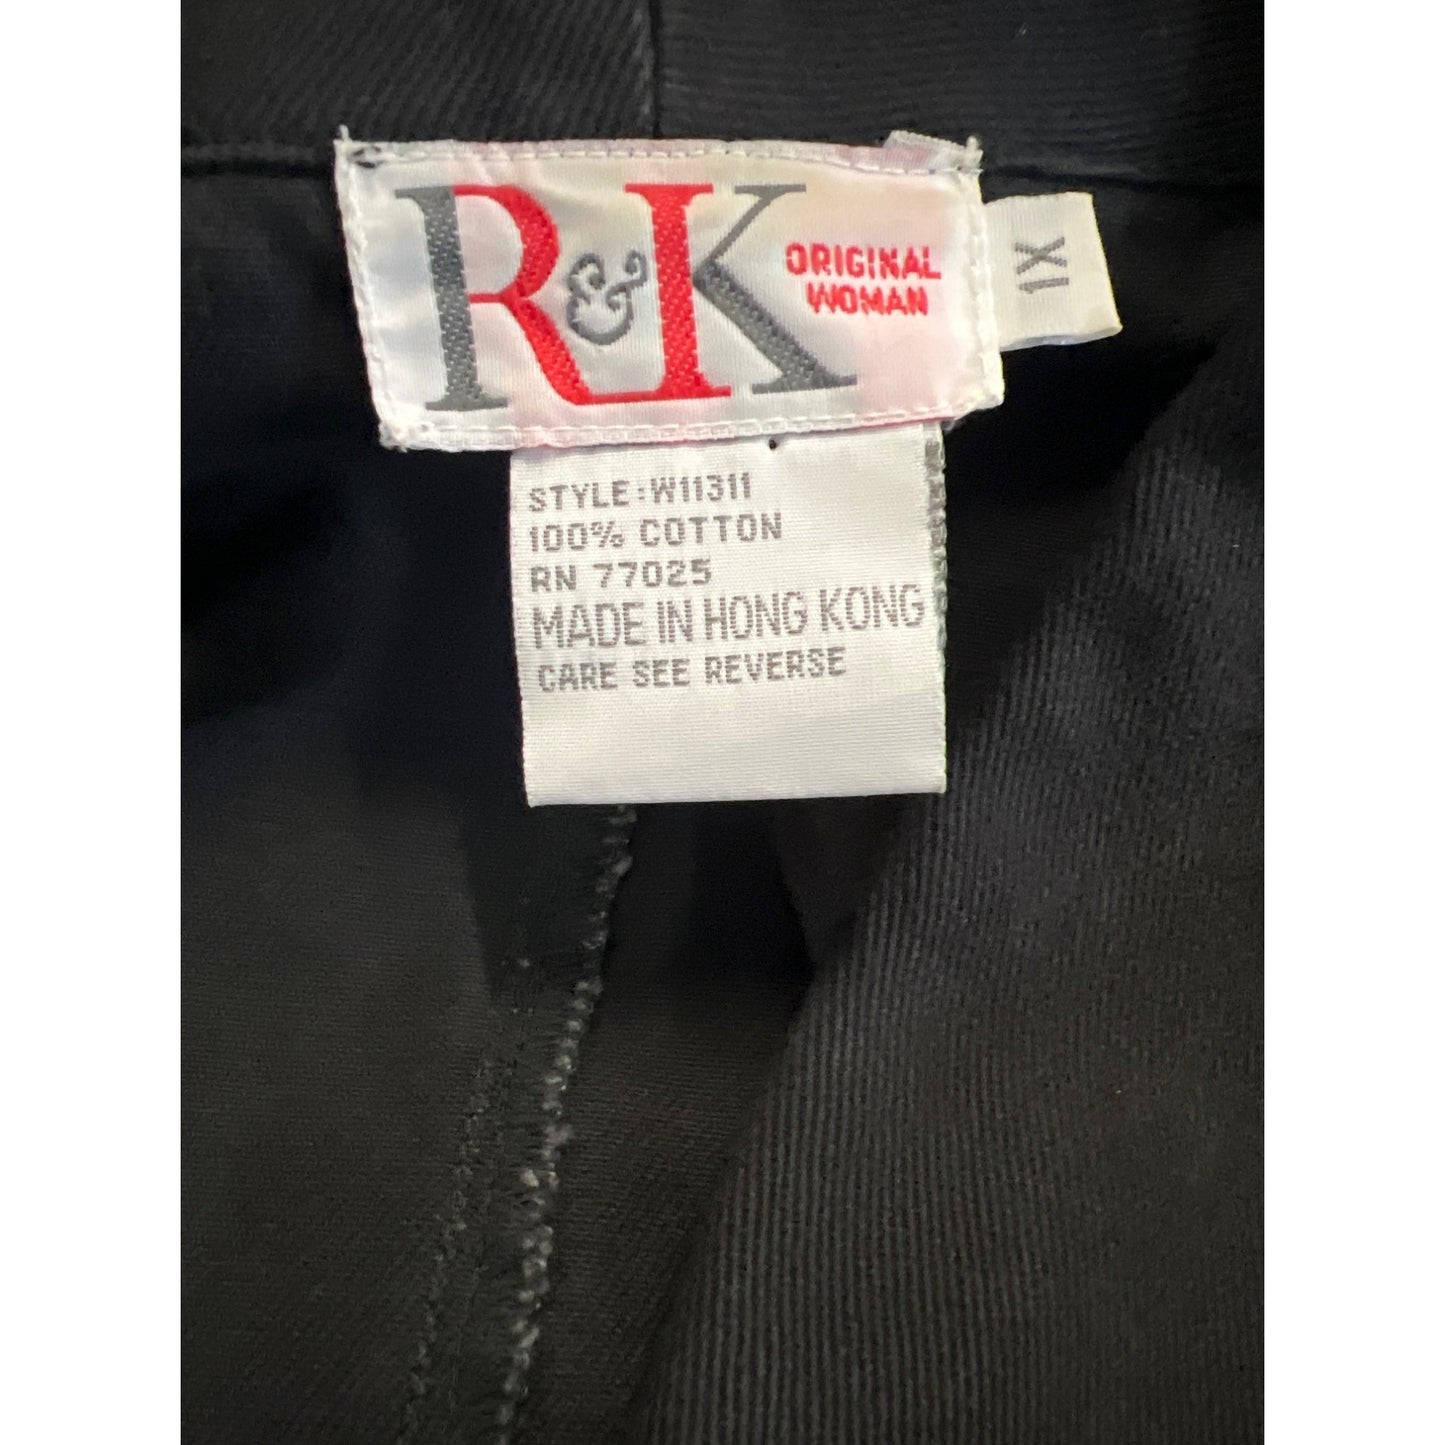 R&K
ORIGINAL
WOMAN
1X
STYLE:W11311
100% COTTON
RN 77025
MADE IN HONG KONG
CARE SEE REVERSE